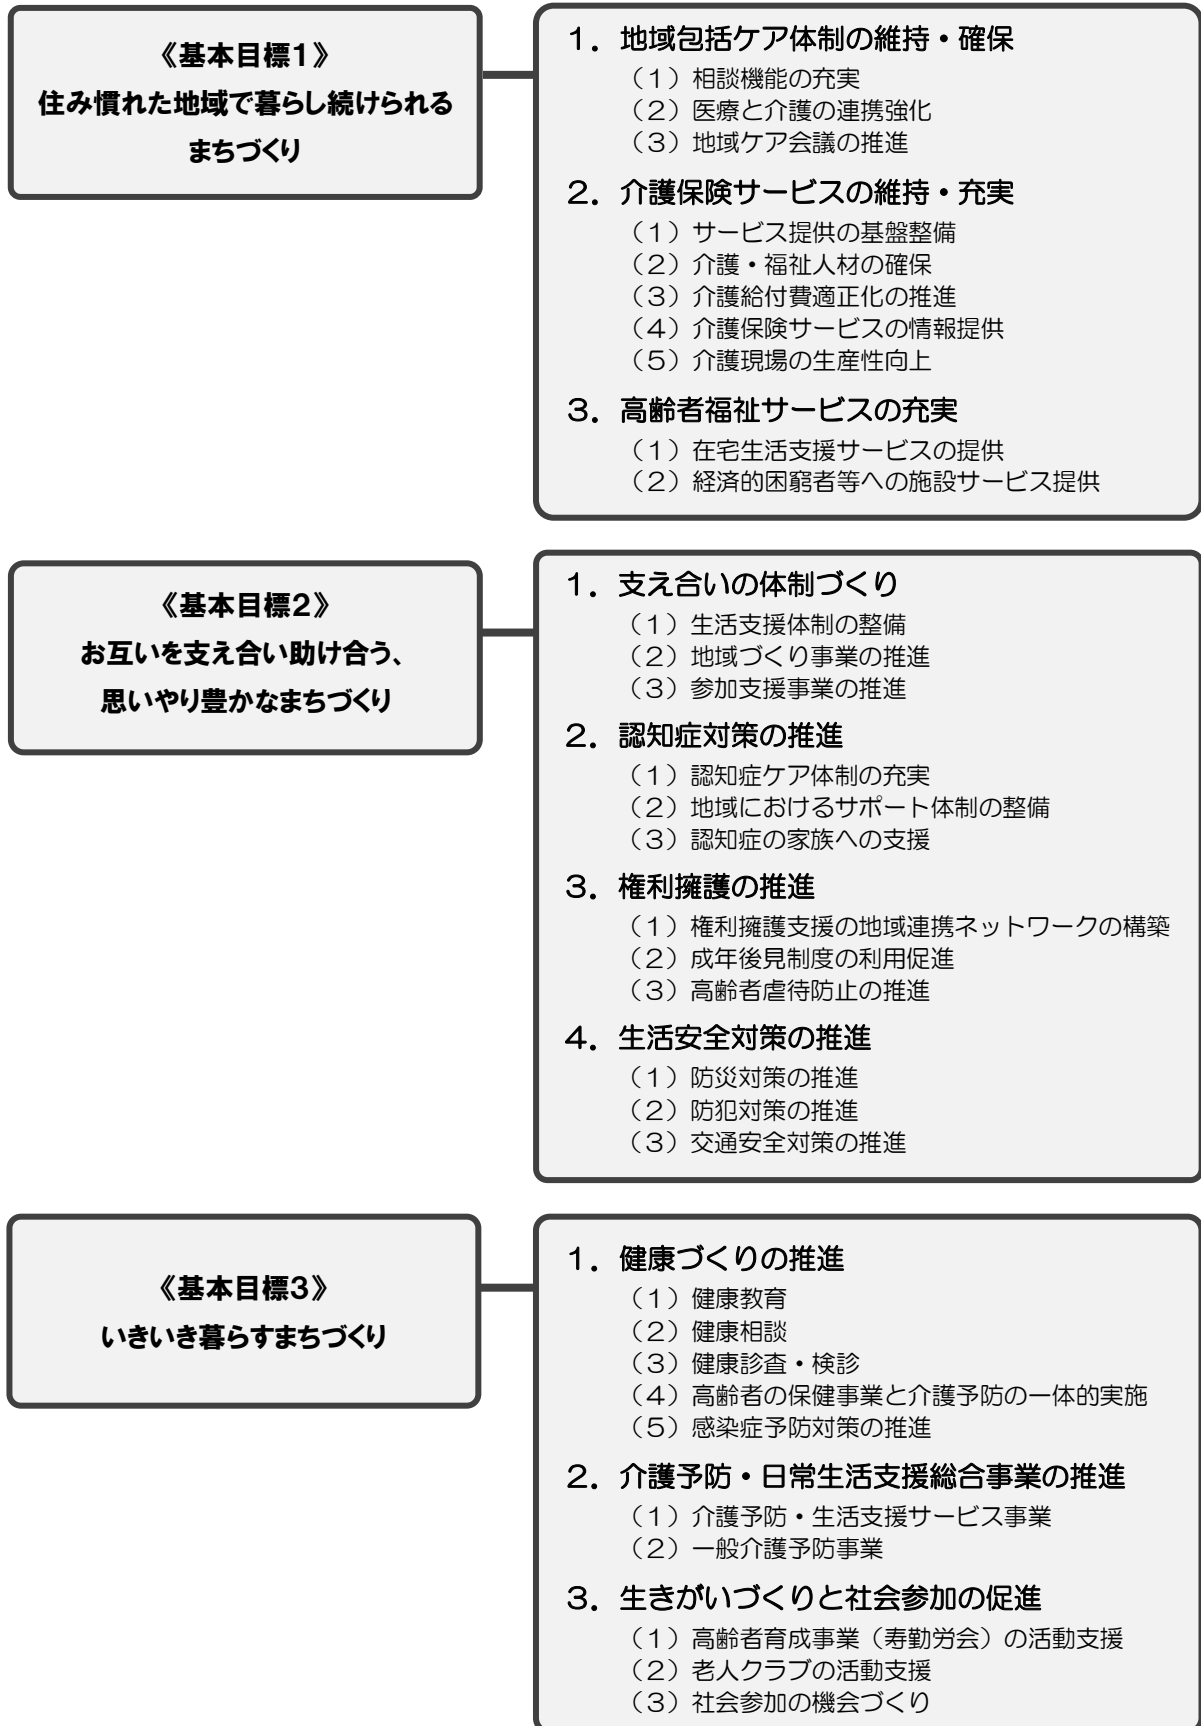 《基本目標1》
住み慣れた地域で暮らし続けられる
まちづくり
1．地域包括ケア体制の維持・確保
（1）相談機能の充実
（2）医療と介護の連携強化
（3）地域ケア会議の推進
2．介護保険サービスの維持・充実
（1）サービス提供の基盤整備
（2）介護・福祉人材の確保
（3）介護給付費適正化の推進
（4）介護保険サービスの情報提供
（5）介護現場の生産性向上
3．高齢者福祉サービスの充実
（1）在宅生活支援サービスの提供
（2）経済的困窮者等への施設サービス提供
《基本目標2》
お互いを支え合い助け合う、
思いやり豊かなまちづくり
1．支え合いの体制づくり
（1）生活支援体制の整備
（2）地域づくり事業の推進
（3）参加支援事業の推進
2．認知症対策の推進
（1）認知症ケア体制の充実
（2）地域におけるサポート体制の整備
（3）認知症の家族への支援
3．権利擁護の推進
（1）権利擁護支援の地域連携ネットワークの構築
（2）成年後見制度の利用促進
（3）高齢者虐待防止の推進
4．生活安全対策の推進
（1）防災対策の推進
（2）防犯対策の推進
（3）交通安全対策の推進
《基本目標3》
いきいき暮らすまちづくり
1．健康づくりの推進
（1）健康教育
（2）健康相談
（3）健康診査・検診
（4）高齢者の保健事業と介護予防の一体的実施
（5）感染症予防対策の推進
2．介護予防・日常生活支援総合事業の推進
（1）介護予防・生活支援サービス事業
（2）一般介護予防事業
3．生きがいづくりと社会参加の促進
（1）高齢者育成事業（寿勤労会）の活動支援
（2）老人クラブの活動支援
（3）社会参加の機会づくり